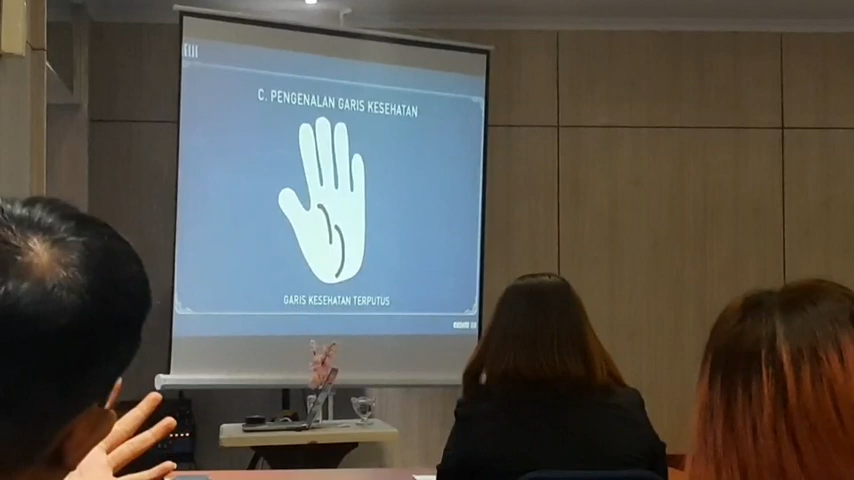 C. PENGENALAN GARIS KESEHATAN
GARIS KESEHATAN TERPUTUS